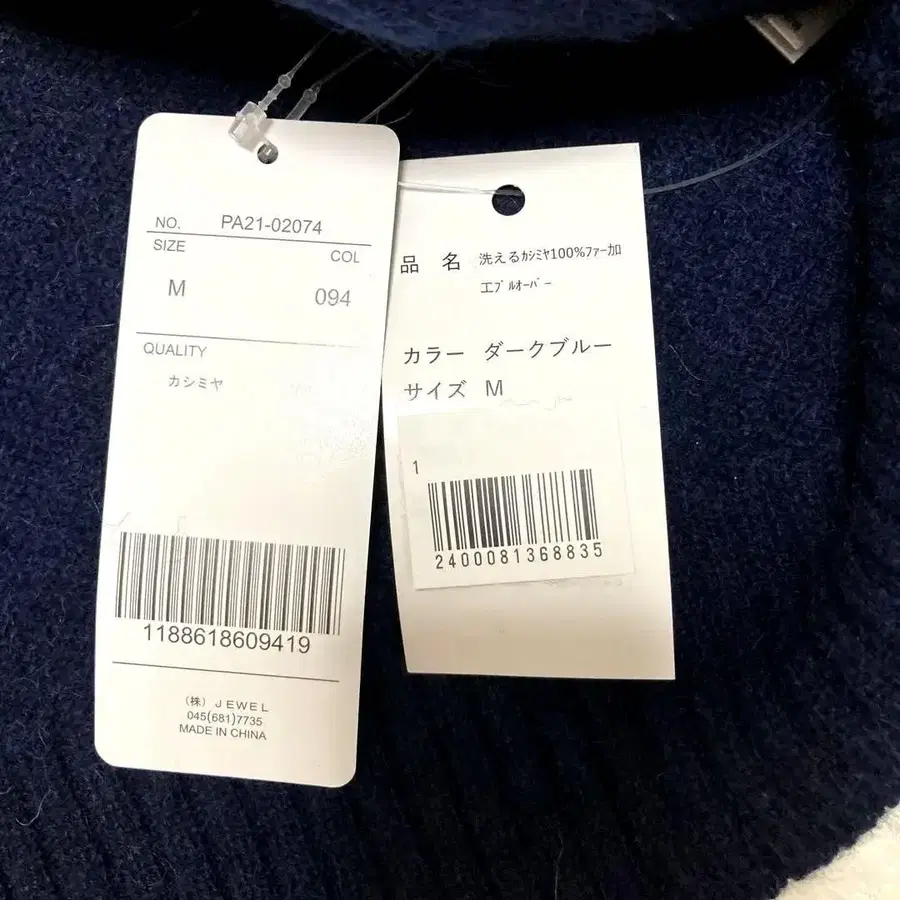 NO. PA21-02074
SIZE COL
M 094
QUALITY
カシミヤ
1188618609419
(株) JEWEL
045(681)7735
MADE IN CHINA
品 名 洗えるｶｼﾐﾔ100%ﾌｧｰ加
工ﾌﾟﾙｵｰﾊﾞｰ
カラー ダークブルー
サイズ M
1
2400081368835